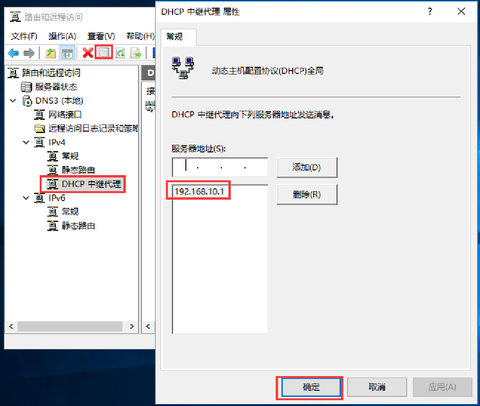 路由和远程访问
文件(F) 操作(A) 查看(V) 帮助(H)
路由和远程访问
服务器状态
DNS3 (本地)
网络接口
远程访问日志记录和策略
IPv4
常规
静态路由
DHCP 中继代理
IPv6
常规
静态路由
D
DHCP 中继代理 属性
?
常规
动态主机配置协议(DHCP)全局
DHCP 中继代理向下列服务器地址发送消息。
服务器地址(S):
. . .
添加(D)
192.168.10.1
删除(R)
确定 取消 应用(A)